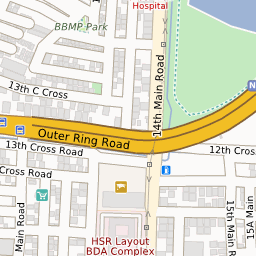 Hospital
BBMP Park
13th C Cross
14th Main Road
N
Outer Ring Road
13th Cross Road
12th Cross
Cross Road
Main Road
15th Main
15A Main
HSR Layout
BDA Complex